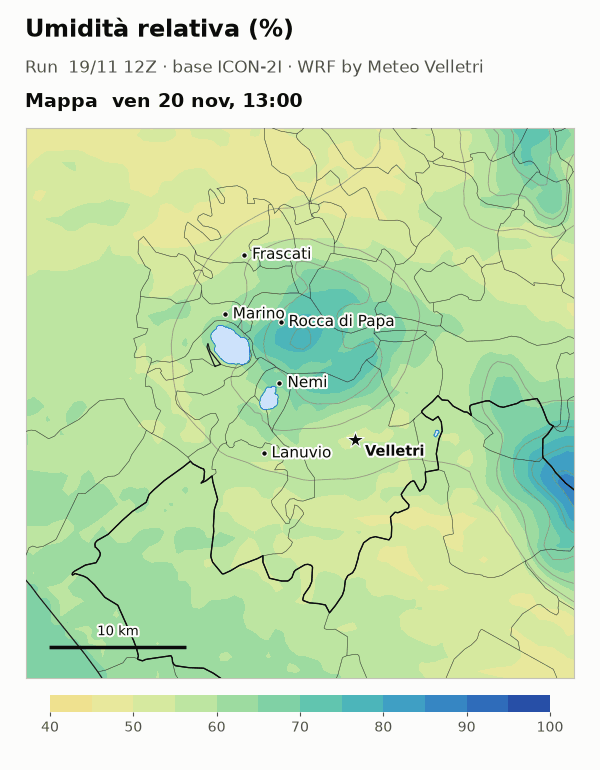 Umidità relativa (%)
Run  19/11 12Z · base ICON-2I · WRF by Meteo Velletri
Mappa  ven 20 nov, 13:00
Frascati
Marino
Rocca di Papa
Nemi
Velletri
Lanuvio
10 km
40 50 60 70 80 90 100